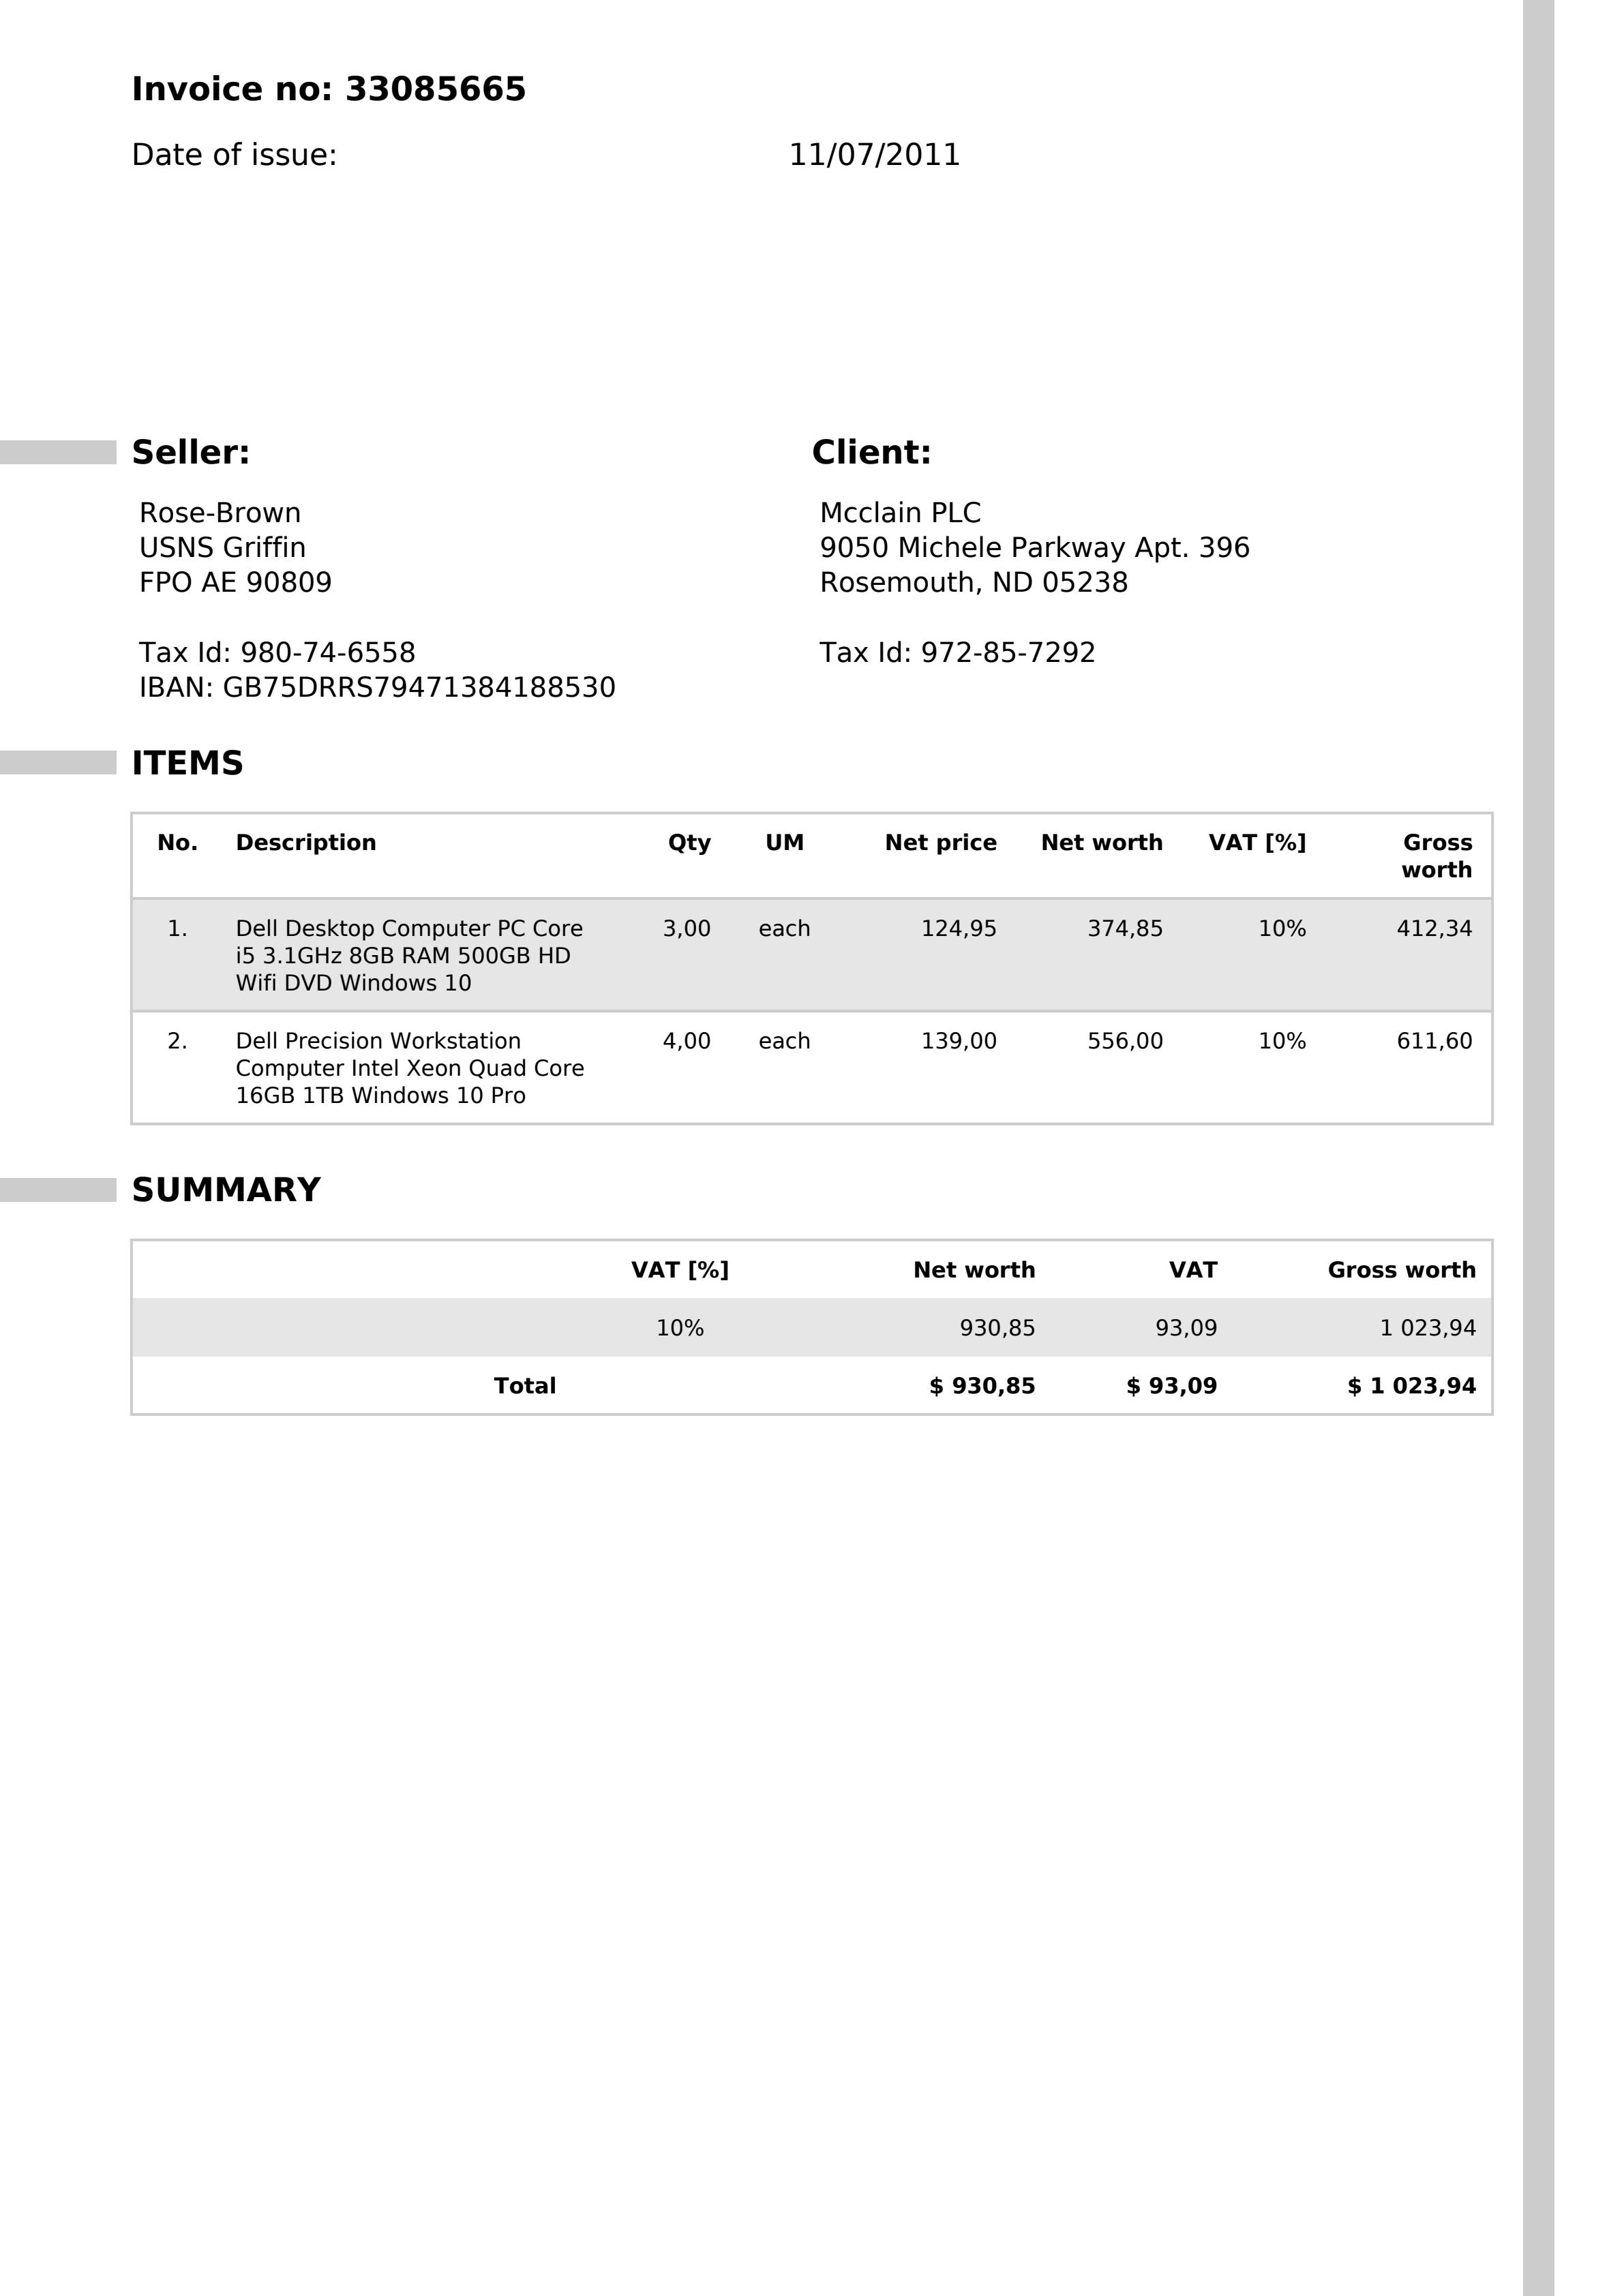 Invoice no: 33085665
Date of issue: 11/07/2011
Seller:
Rose-Brown
USNS Griffin
FPO AE 90809
Tax Id: 980-74-6558
IBAN: GB75DRRS79471384188530
Client:
Mcclain PLC
9050 Michele Parkway Apt. 396
Rosemouth, ND 05238
Tax Id: 972-85-7292
ITEMS
No. Description Qty UM Net price Net worth VAT [%] Gross
worth
1. Dell Desktop Computer PC Core 3,00 each 124,95 374,85 10% 412,34
i5 3.1GHz 8GB RAM 500GB HD
Wifi DVD Windows 10
2. Dell Precision Workstation 4,00 each 139,00 556,00 10% 611,60
Computer Intel Xeon Quad Core
16GB 1TB Windows 10 Pro
SUMMARY
VAT [%] Net worth VAT Gross worth
10% 930,85 93,09 1 023,94
Total $ 930,85 $ 93,09 $ 1 023,94